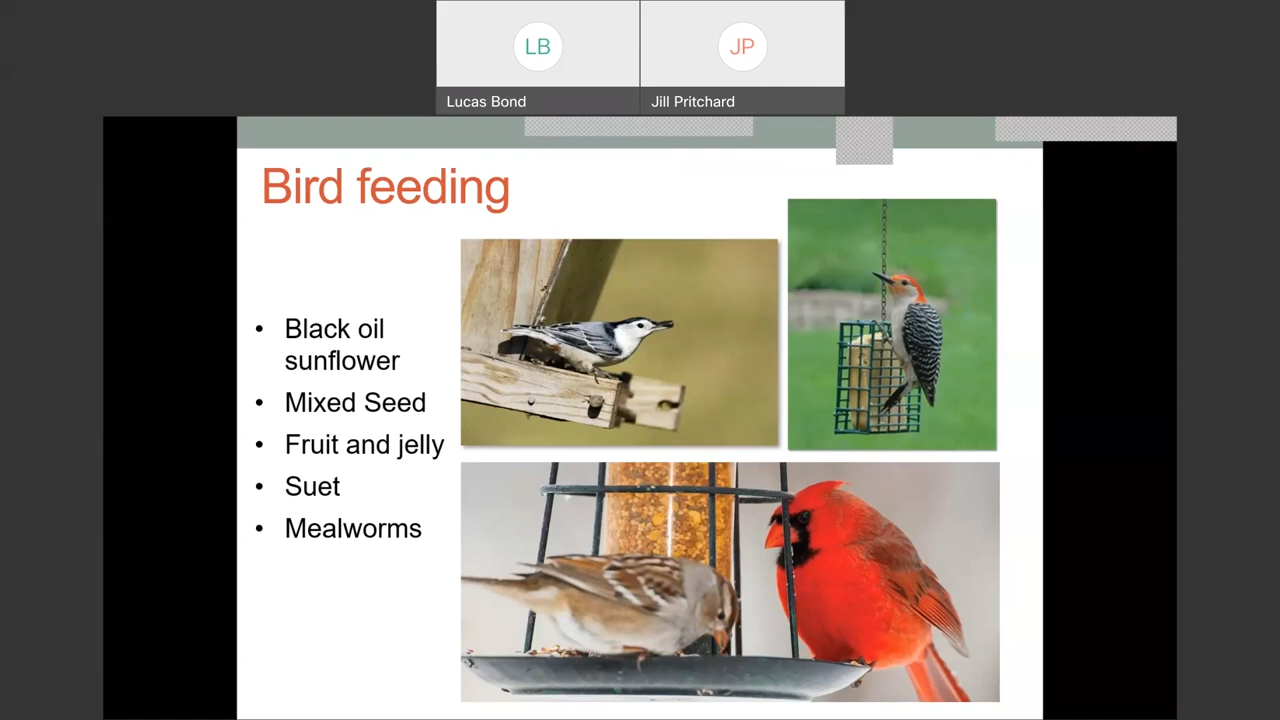 LB
JP
Lucas Bond
Jill Pritchard
Bird feeding
• Black oil
sunflower
• Mixed Seed
• Fruit and jelly
• Suet
• Mealworms